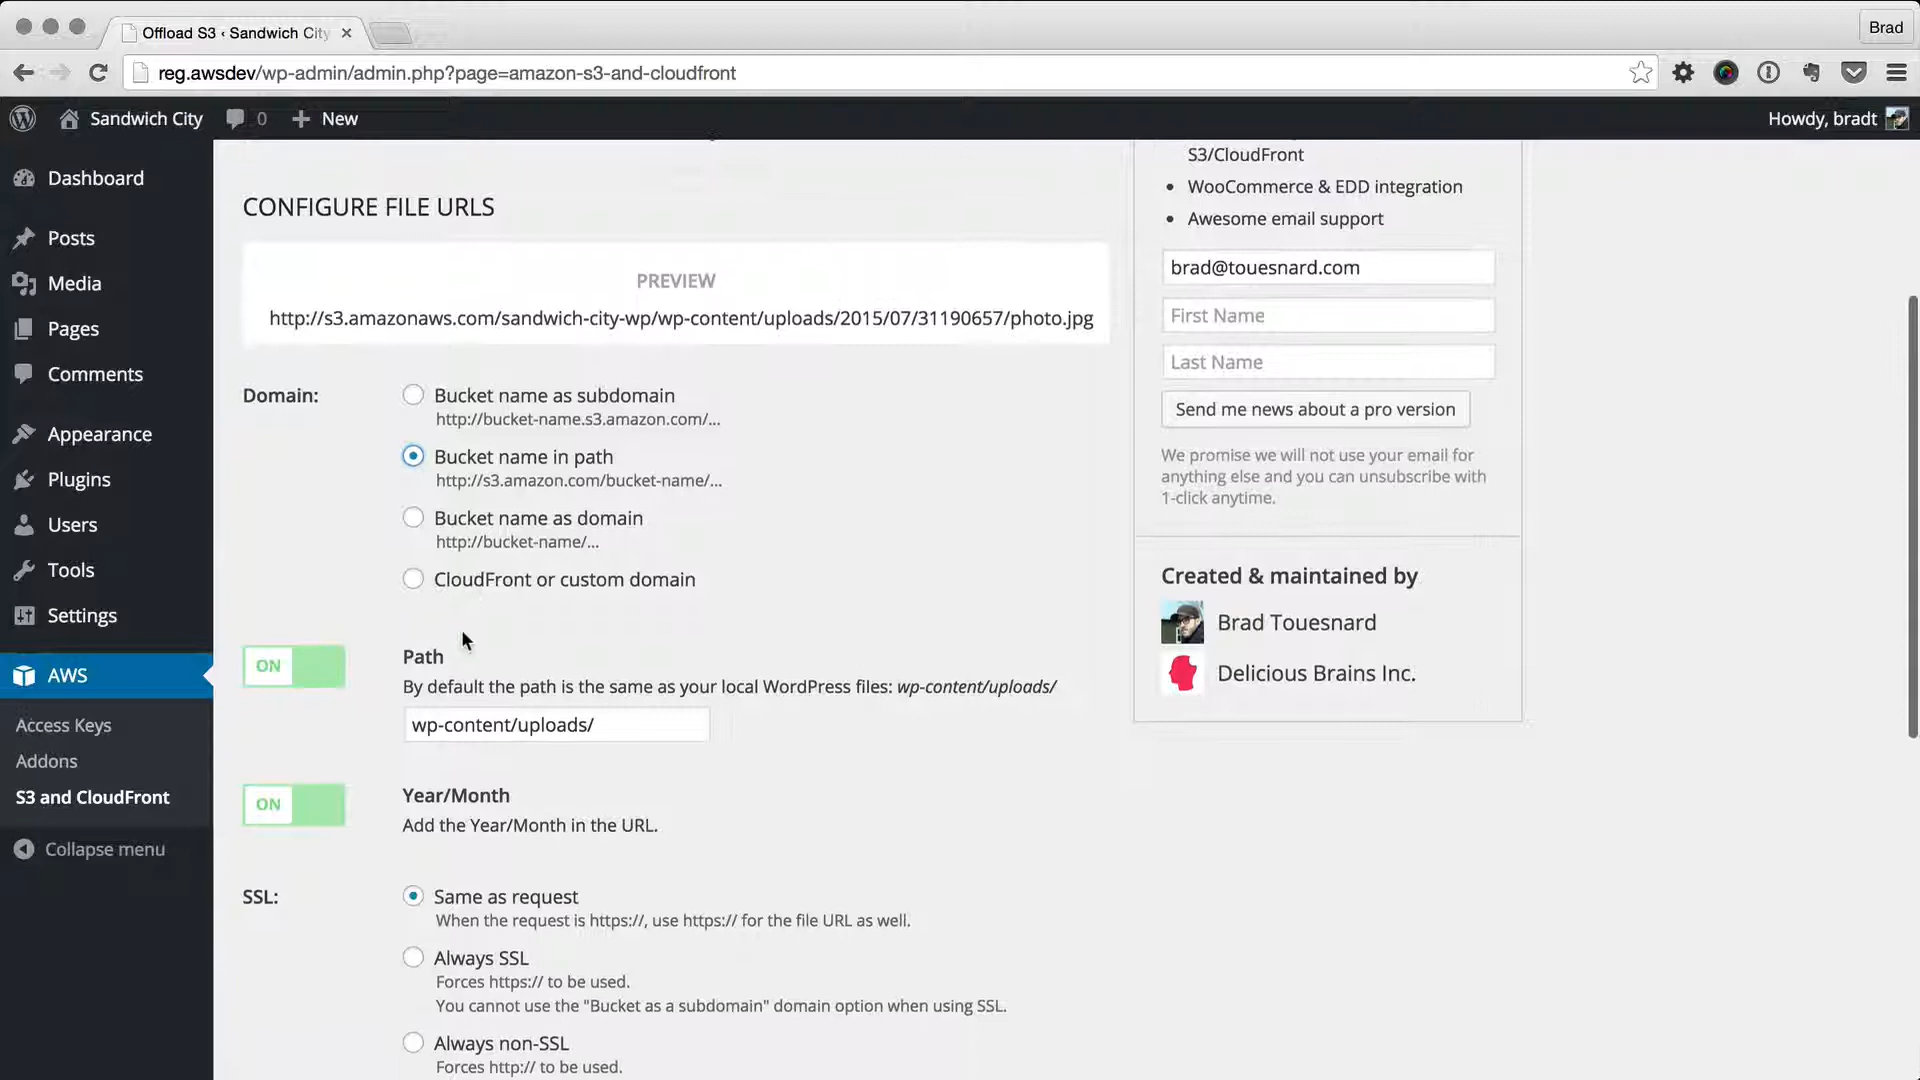 Offload S3 ‹ Sandwich City
Brad
reg.awsdev/wp-admin/admin.php?page=amazon-s3-and-cloudfront
Sandwich City
0
New
Howdy, bradt
Dashboard
Posts
Media
Pages
Comments
Appearance
Plugins
Users
Tools
Settings
AWS
Access Keys
Addons
S3 and CloudFront
Collapse menu
CONFIGURE FILE URLS
PREVIEW
http://s3.amazonaws.com/sandwich-city-wp/wp-content/uploads/2015/07/31190657/photo.jpg
Domain:
Bucket name as subdomain
http://bucket-name.s3.amazon.com/...
Bucket name in path
http://s3.amazon.com/bucket-name/...
Bucket name as domain
http://bucket-name/...
CloudFront or custom domain
ON
Path
By default the path is the same as your local WordPress files: wp-content/uploads/
wp-content/uploads/
ON
Year/Month
Add the Year/Month in the URL.
SSL:
Same as request
When the request is https://, use https:// for the file URL as well.
Always SSL
Forces https:// to be used.
You cannot use the "Bucket as a subdomain" domain option when using SSL.
Always non-SSL
Forces http:// to be used.
S3/CloudFront
• WooCommerce & EDD integration
• Awesome email support
brad@touesnard.com
First Name
Last Name
Send me news about a pro version
We promise we will not use your email for
anything else and you can unsubscribe with
1-click anytime.
Created & maintained by
Brad Touesnard
Delicious Brains Inc.